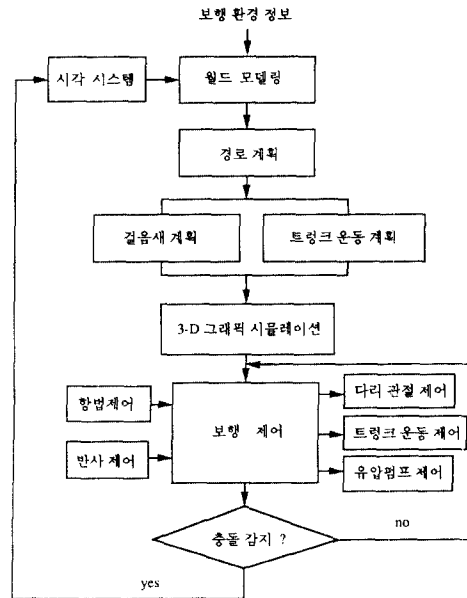 보행 환경 정보
시각 시스템
월드 모델링
경로 계획
걸음새 계획
트렁크 운동 계획
3-D 그래픽 시뮬레이션
항법제어
반사 제어
보행 제어
다리 관절 제어
트렁크 운동 제어
유압펌프 제어
충돌 감지 ?
no
yes